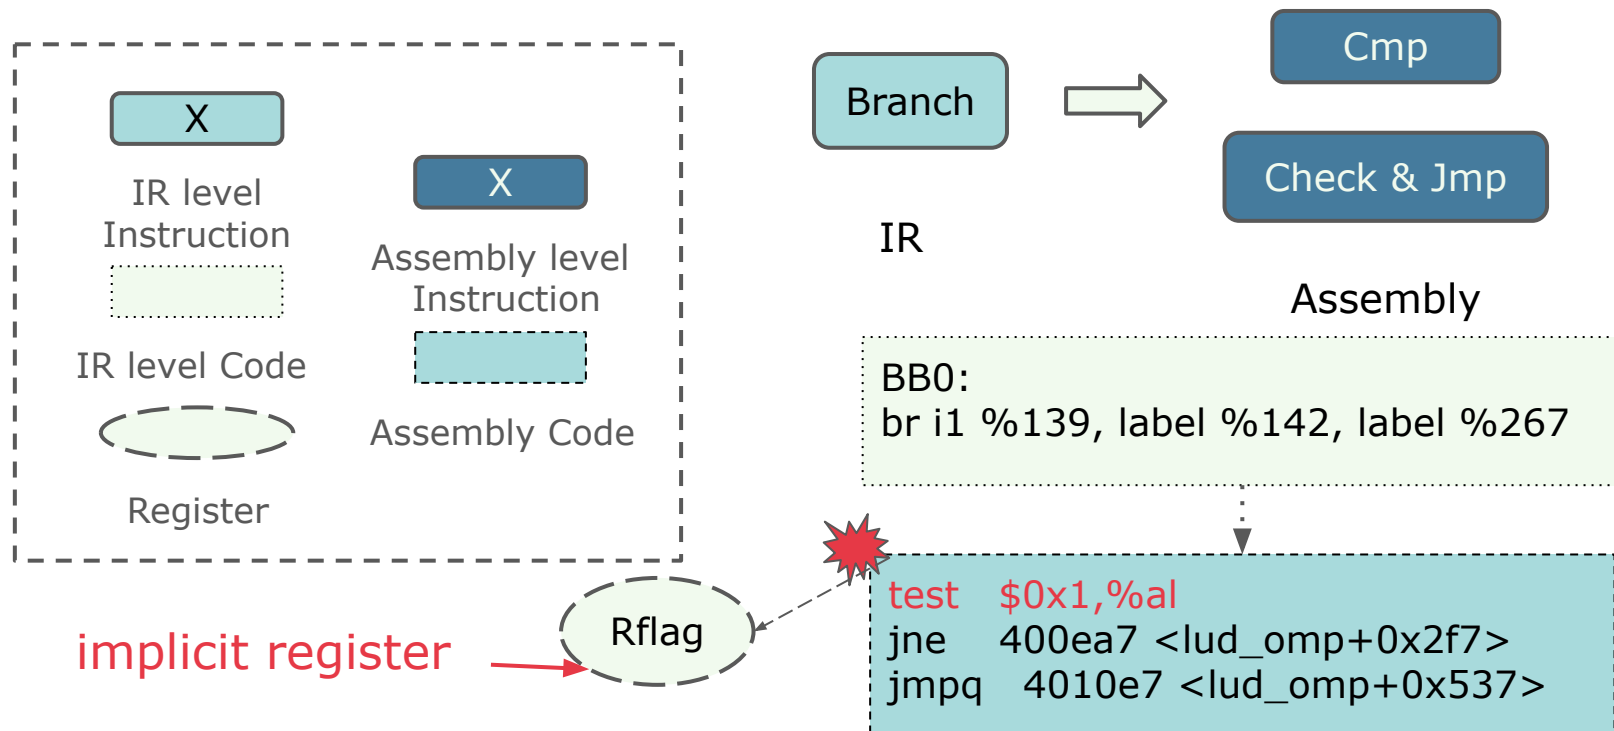 X
IR level
Instruction
IR level Code
Register
X
Assembly level
Instruction
Assembly Code
Branch
IR
Cmp
Check & Jmp
Assembly
BB0:
br i1 %139, label %142, label %267
test $0x1,%al
jne 400ea7 <lud_omp+0x2f7>
jmpq 4010e7 <lud_omp+0x537>
Rflag
implicit register